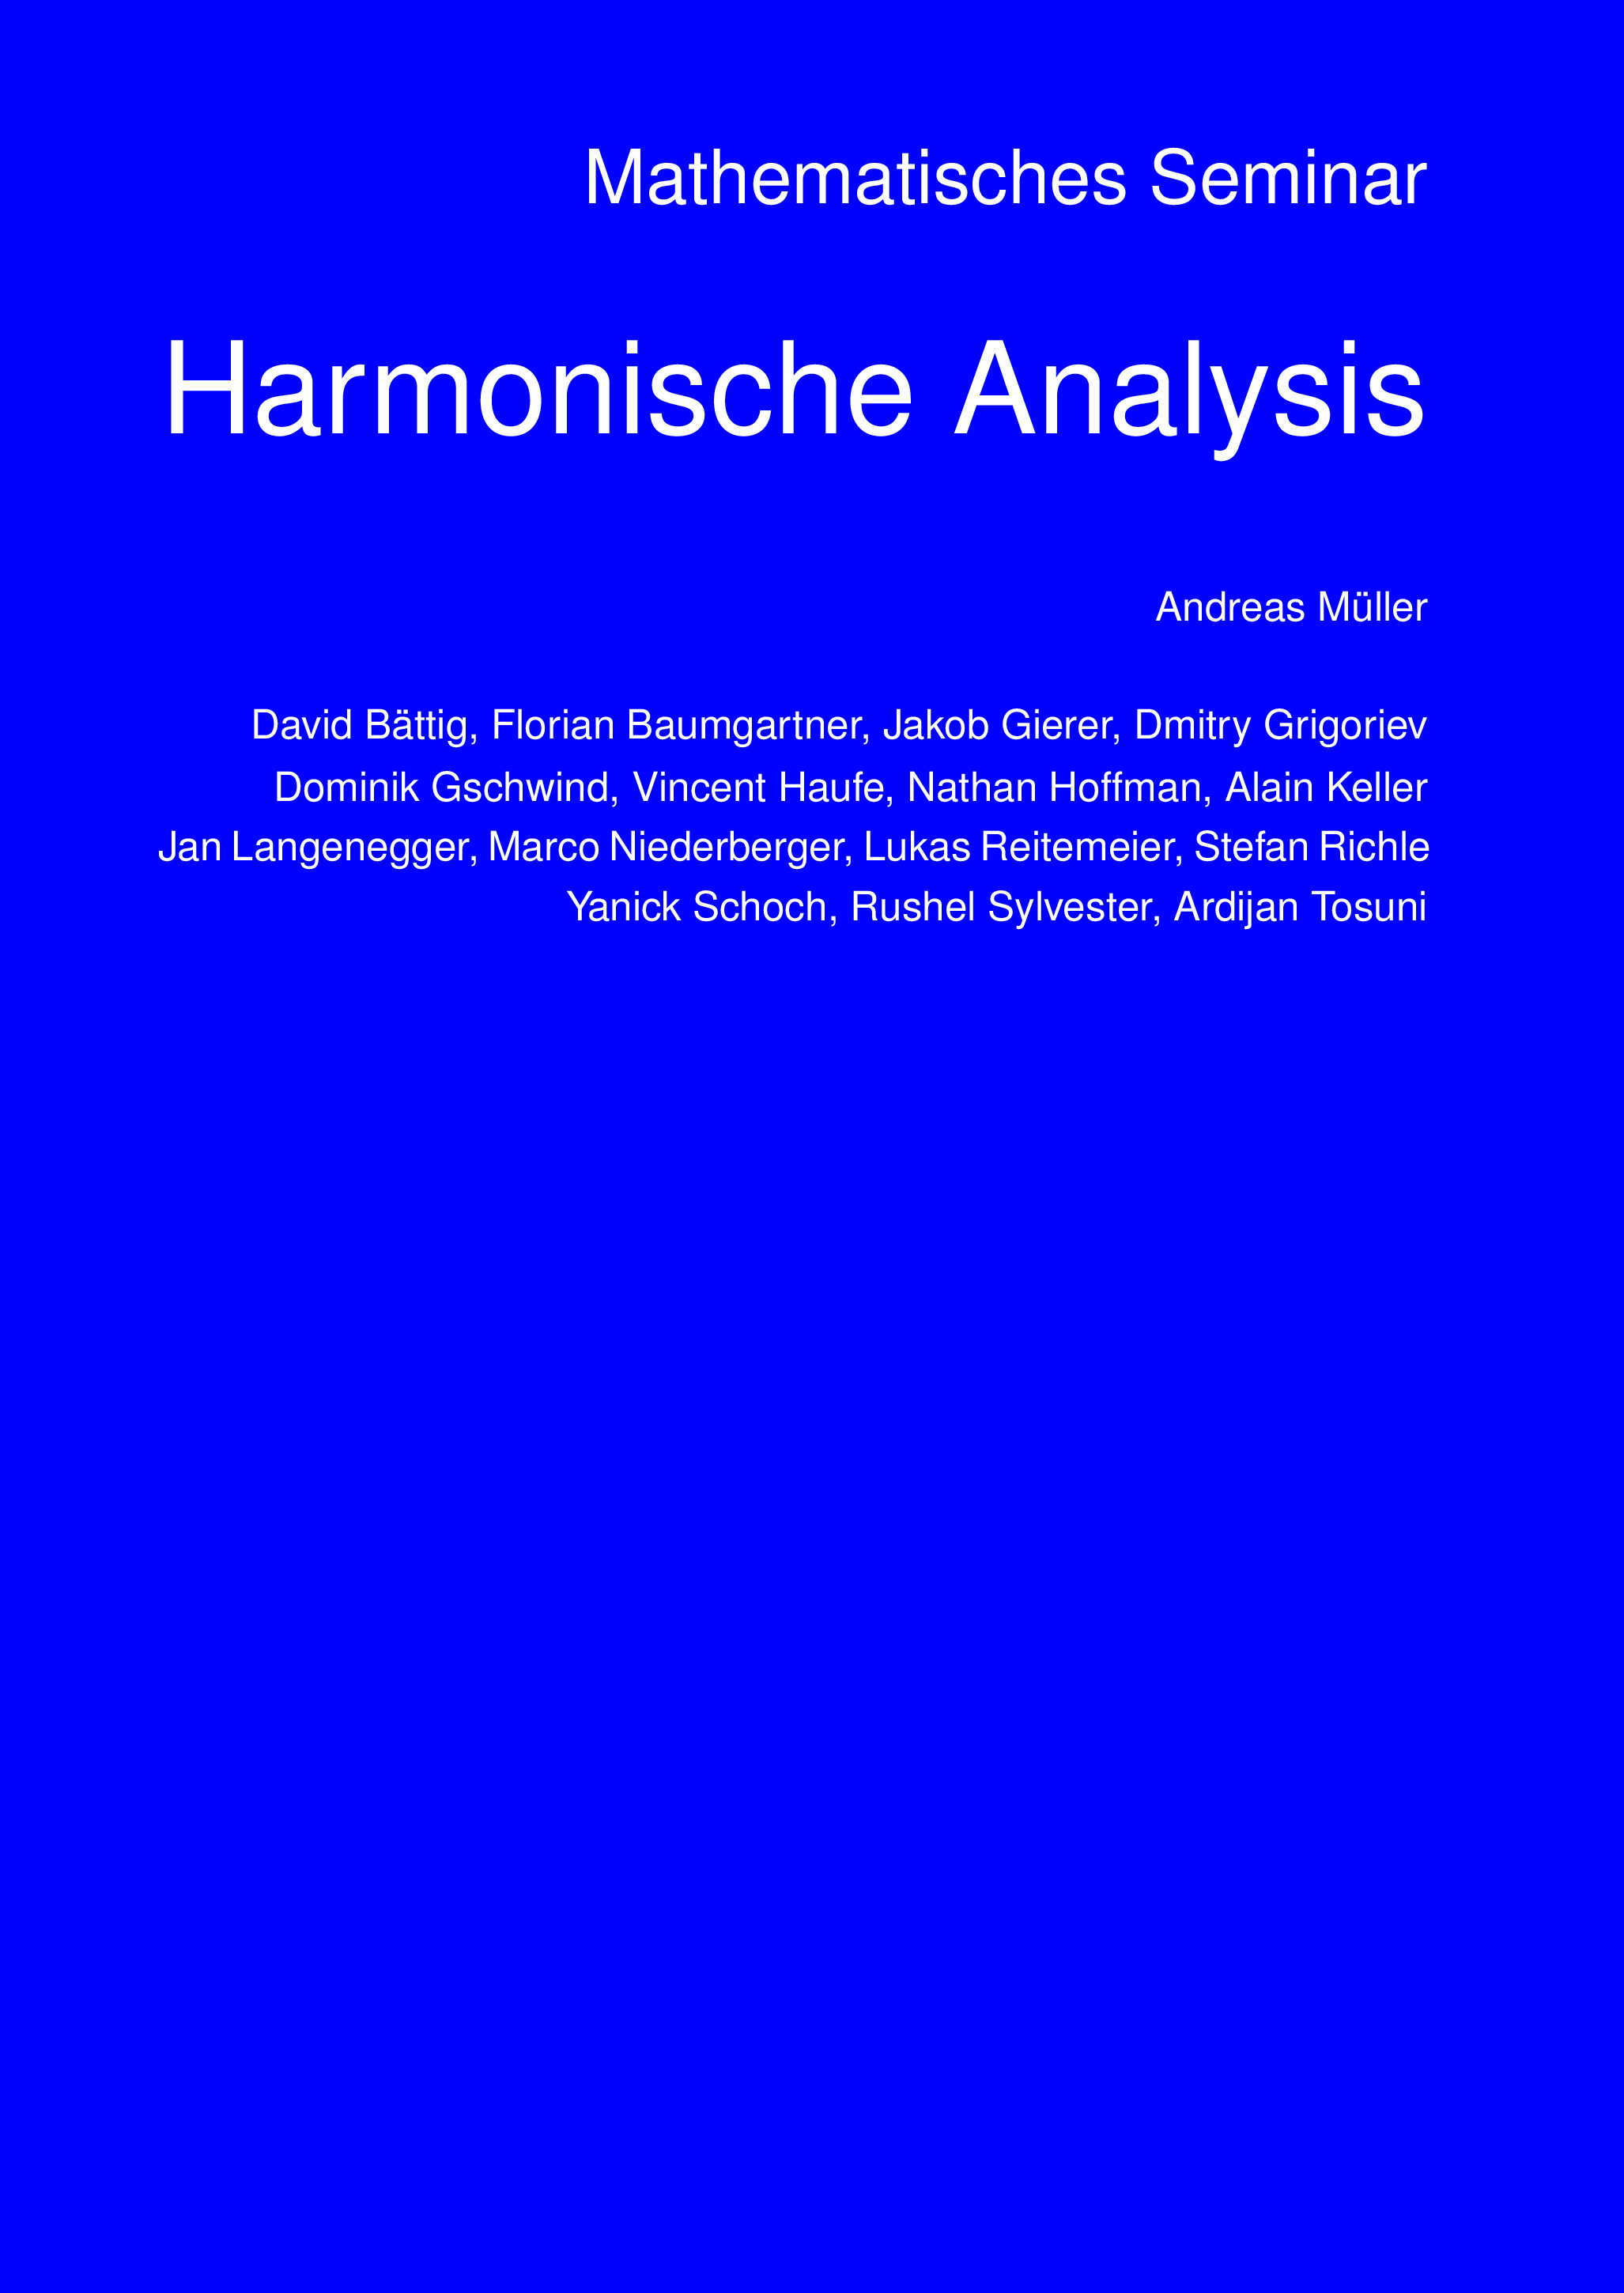 Mathematisches Seminar
Harmonische Analysis
Andreas Müller
David Bättig, Florian Baumgartner, Jakob Gierer, Dmitry Grigoriev
Dominik Gschwind, Vincent Haufe, Nathan Hoffman, Alain Keller
Jan Langenegger, Marco Niederberger, Lukas Reitemeier, Stefan Richle
Yanick Schoch, Rushel Sylvester, Ardijan Tosuni